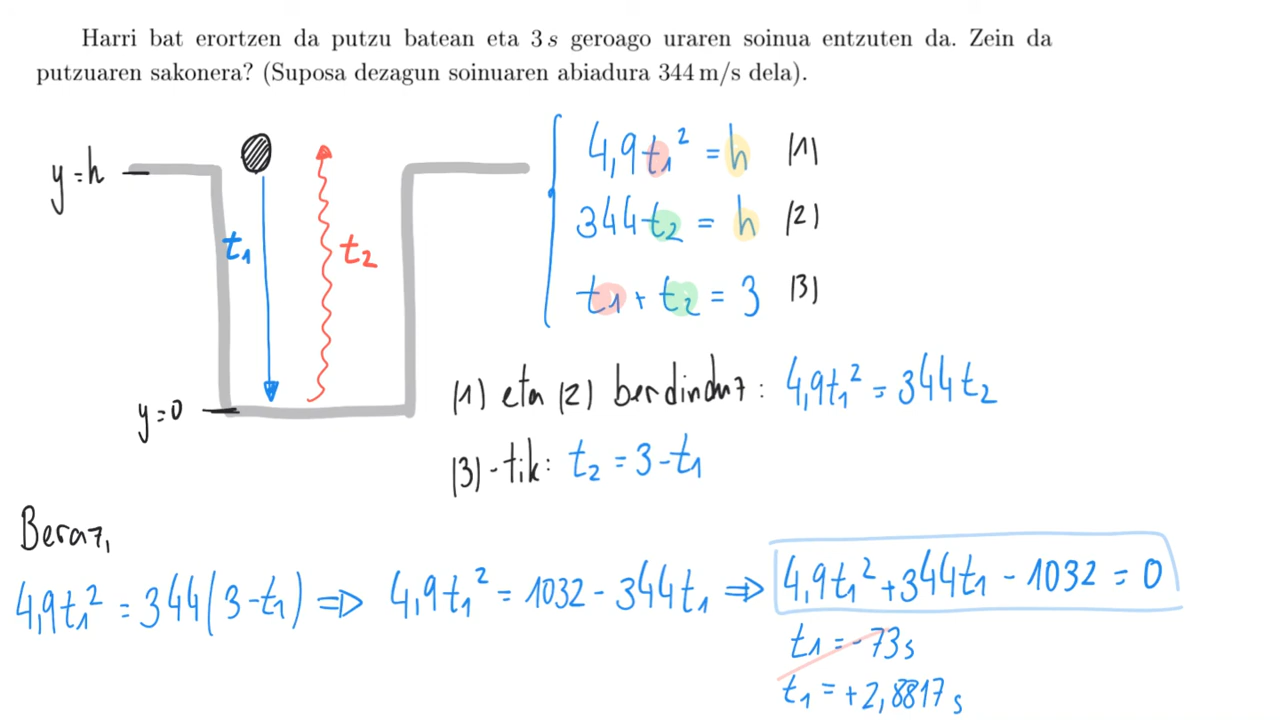 Harri bat erortzen da putzu batean eta 3 s geroago uraren soinua entzuten da. Zein da
putzuaren sakonera? (Suposa dezagun soinuaren abiadura 344 m/s dela).
y=h
t₁
t₂
y=0
4,9t₁² = h (1)
344t₂ = h (2)
t₁ + t₂ = 3 (3)
(1) eta (2) berdinduz: 4,9t₁² = 344t₂
(3)-tik: t₂ = 3-t₁
Beraz,
4,9t₁² = 344(3-t₁) ⇒ 4,9t₁² = 1032 - 344t₁ ⇒ 4,9t₁² + 344t₁ - 1032 = 0
t₁ = -73s
t₁ = +2,8817s